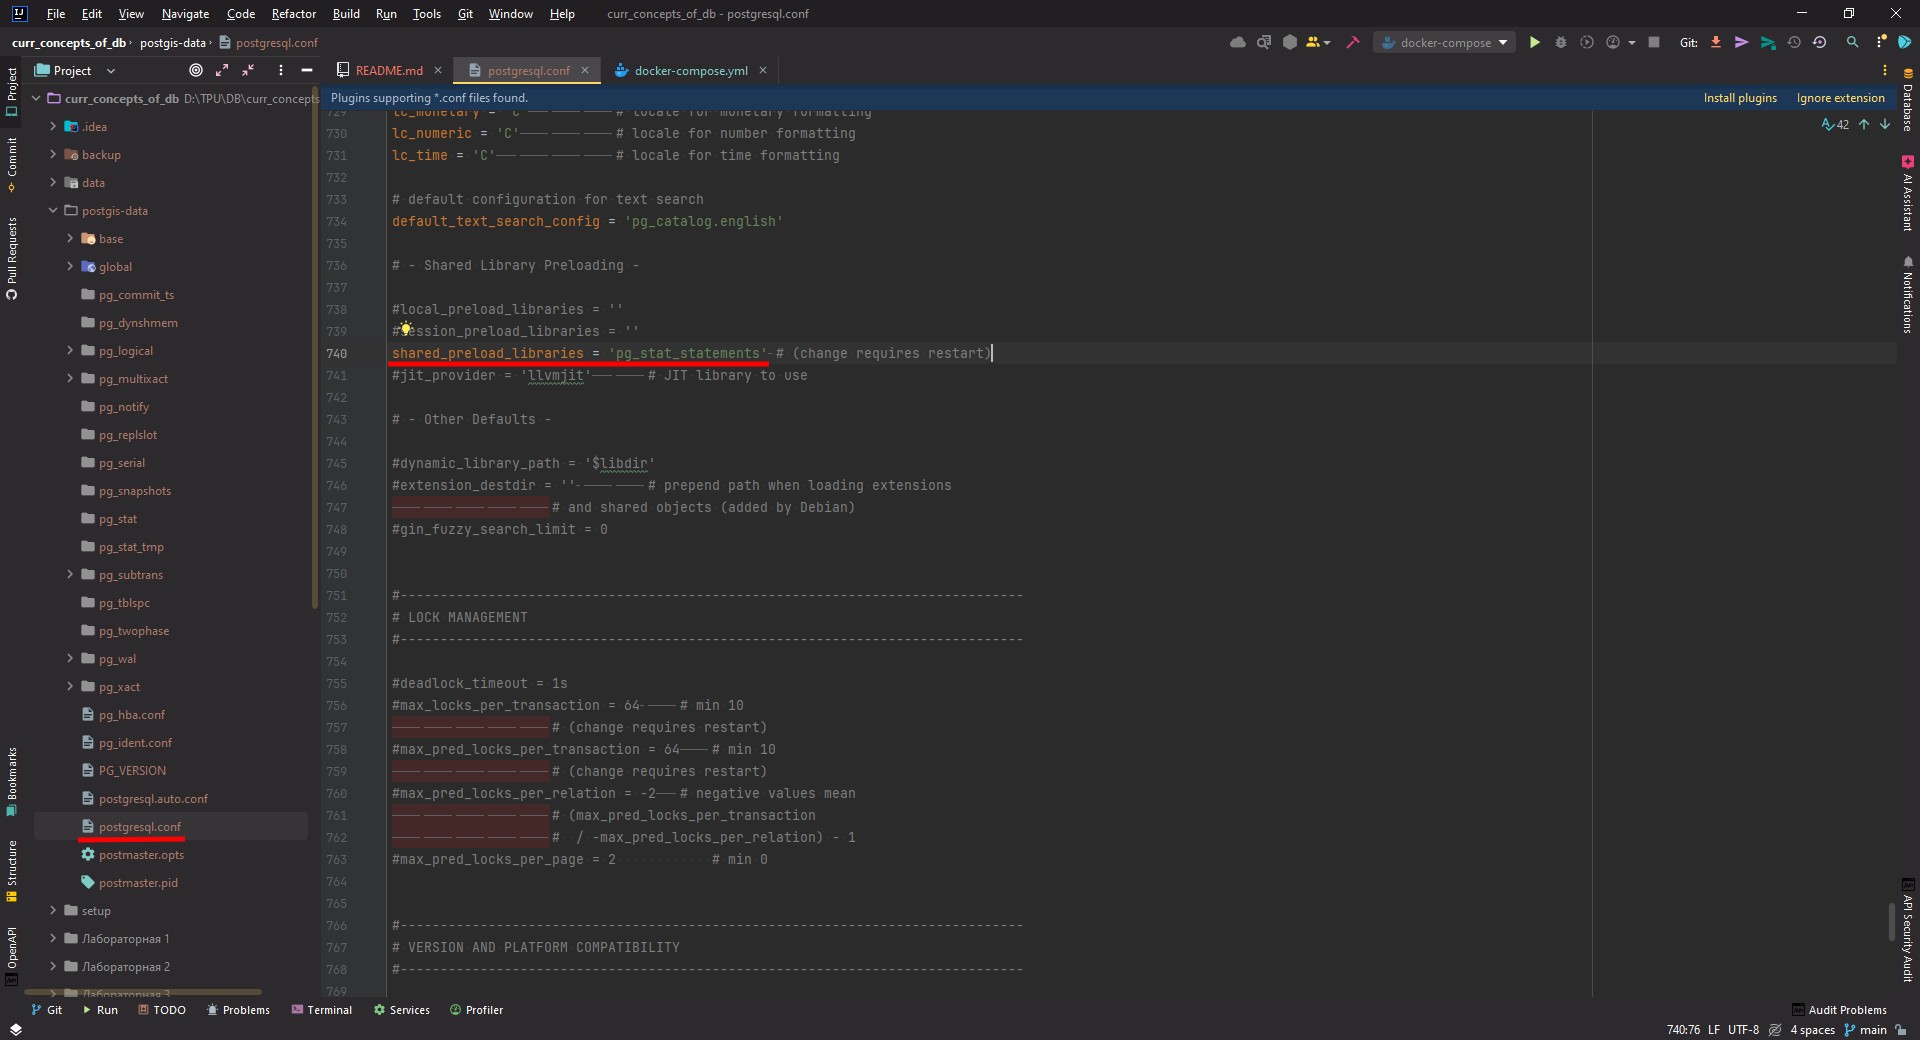 File Edit View Navigate Code Refactor Build Run Tools Git Window Help curr_concepts_of_db - postgresql.conf
curr_concepts_of_db › postgis-data › postgresql.conf
docker-compose
Git:
Project
README.md
postgresql.conf
docker-compose.yml
Plugins supporting *.conf files found.
Install plugins Ignore extension
Project
Commit
Pull Requests
Bookmarks
Structure
OpenAPI
curr_concepts_of_db D:\TPU\DB\curr_concepts
.idea
backup
data
postgis-data
base
global
pg_commit_ts
pg_dynshmem
pg_logical
pg_multixact
pg_notify
pg_replslot
pg_serial
pg_snapshots
pg_stat
pg_stat_tmp
pg_subtrans
pg_tblspc
pg_twophase
pg_wal
pg_xact
pg_hba.conf
pg_ident.conf
PG_VERSION
postgresql.auto.conf
postgresql.conf
postmaster.opts
postmaster.pid
setup
Лабораторная 1
Лабораторная 2
Лабораторная 3
729 lc_monetary = 'C' # locale for monetary formatting
730 lc_numeric = 'C' # locale for number formatting
731 lc_time = 'C' # locale for time formatting
732
733 # default configuration for text search
734 default_text_search_config = 'pg_catalog.english'
735
736 # - Shared Library Preloading -
737
738 #local_preload_libraries = ''
739 #session_preload_libraries = ''
740 shared_preload_libraries = 'pg_stat_statements' # (change requires restart)
741 #jit_provider = 'llvmjit' # JIT library to use
742
743 # - Other Defaults -
744
745 #dynamic_library_path = '$libdir'
746 #extension_destdir = '' # prepend path when loading extensions
747 # and shared objects (added by Debian)
748 #gin_fuzzy_search_limit = 0
749
750
751 #------------------------------------------------------------------------------
752 # LOCK MANAGEMENT
753 #------------------------------------------------------------------------------
754
755 #deadlock_timeout = 1s
756 #max_locks_per_transaction = 64 # min 10
757 # (change requires restart)
758 #max_pred_locks_per_transaction = 64 # min 10
759 # (change requires restart)
760 #max_pred_locks_per_relation = -2 # negative values mean
761 # (max_pred_locks_per_transaction
762 # / -max_pred_locks_per_relation) - 1
763 #max_pred_locks_per_page = 2 # min 0
764
765
766 #------------------------------------------------------------------------------
767 # VERSION AND PLATFORM COMPATIBILITY
768 #------------------------------------------------------------------------------
769
42
Database
AI Assistant
Notifications
API Security Audit
Git Run TODO Problems Terminal Services Profiler
Audit Problems
740:76 LF UTF-8 4 spaces main